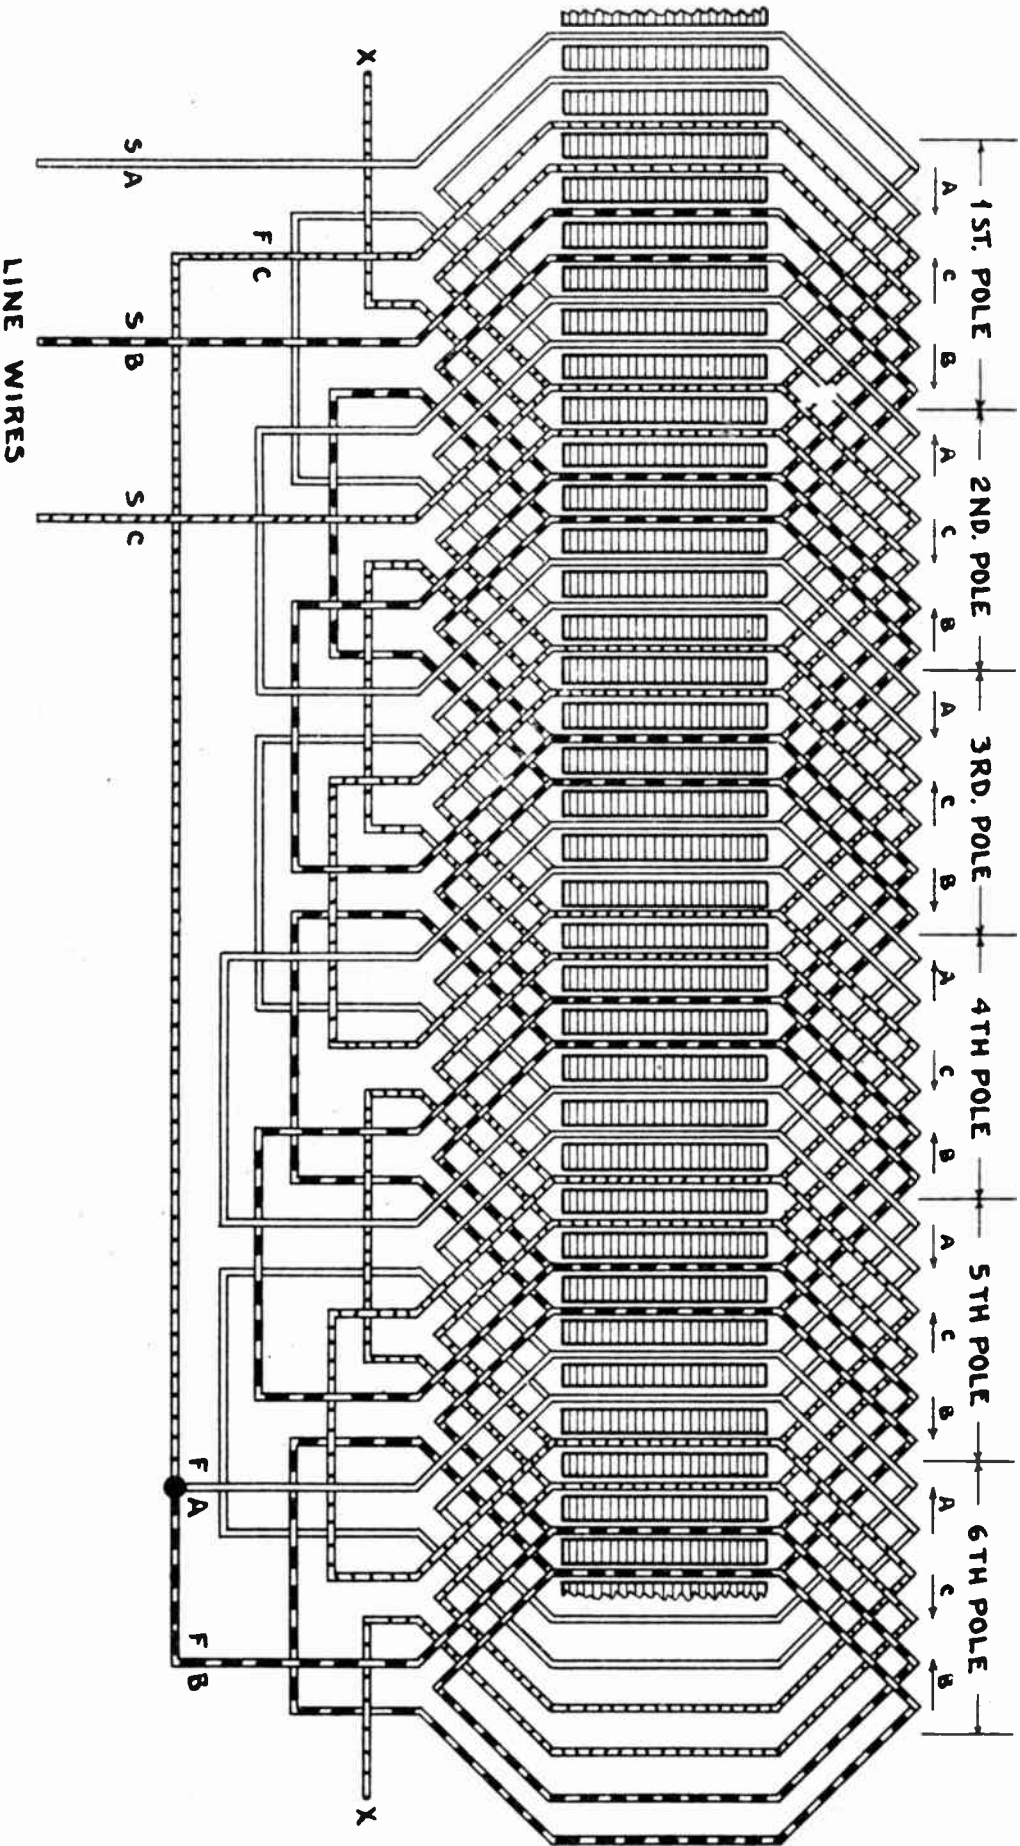 1ST. POLE 2ND. POLE 3RD. POLE 4TH POLE 5TH POLE 6TH POLE
A C B A C B A C B A C B A C B A C B
X X
F C
F A F B
S A S B S C
LINE WIRES